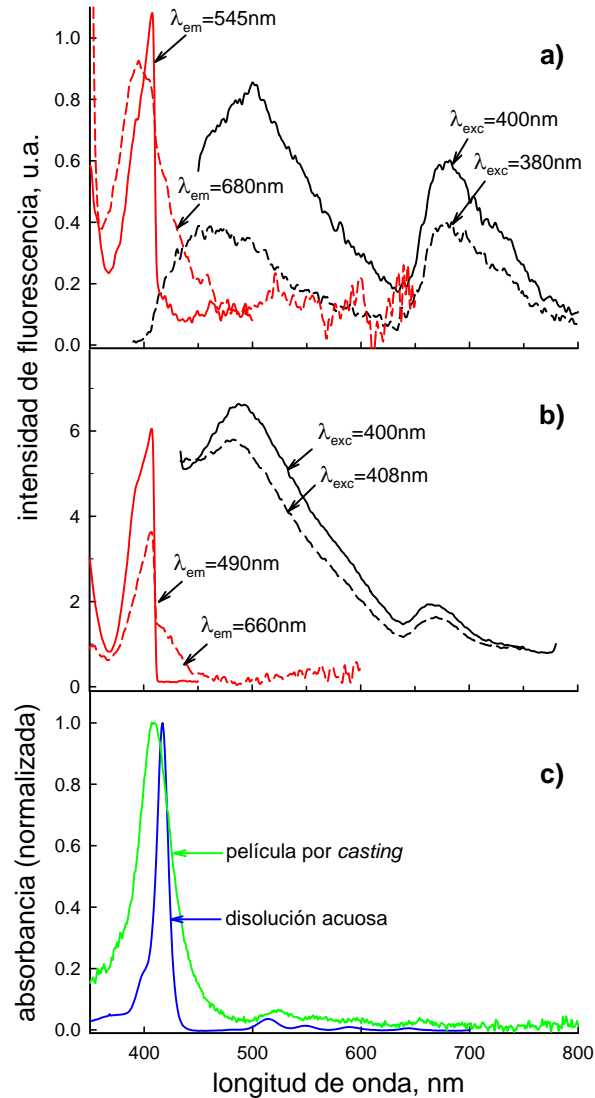 intensidad de fluorescencia, u.a.
absorbancia (normalizada)
1.0
0.8
0.6
0.4
0.2
0.0
a)
λem=545nm
λem=680nm
λexc=400nm
λexc=380nm
6
4
2
0
b)
λexc=400nm
λexc=408nm
λem=490nm
λem=660nm
1.0
0.8
0.6
0.4
0.2
0.0
c)
película por casting
disolución acuosa
400 500 600 700 800
longitud de onda, nm